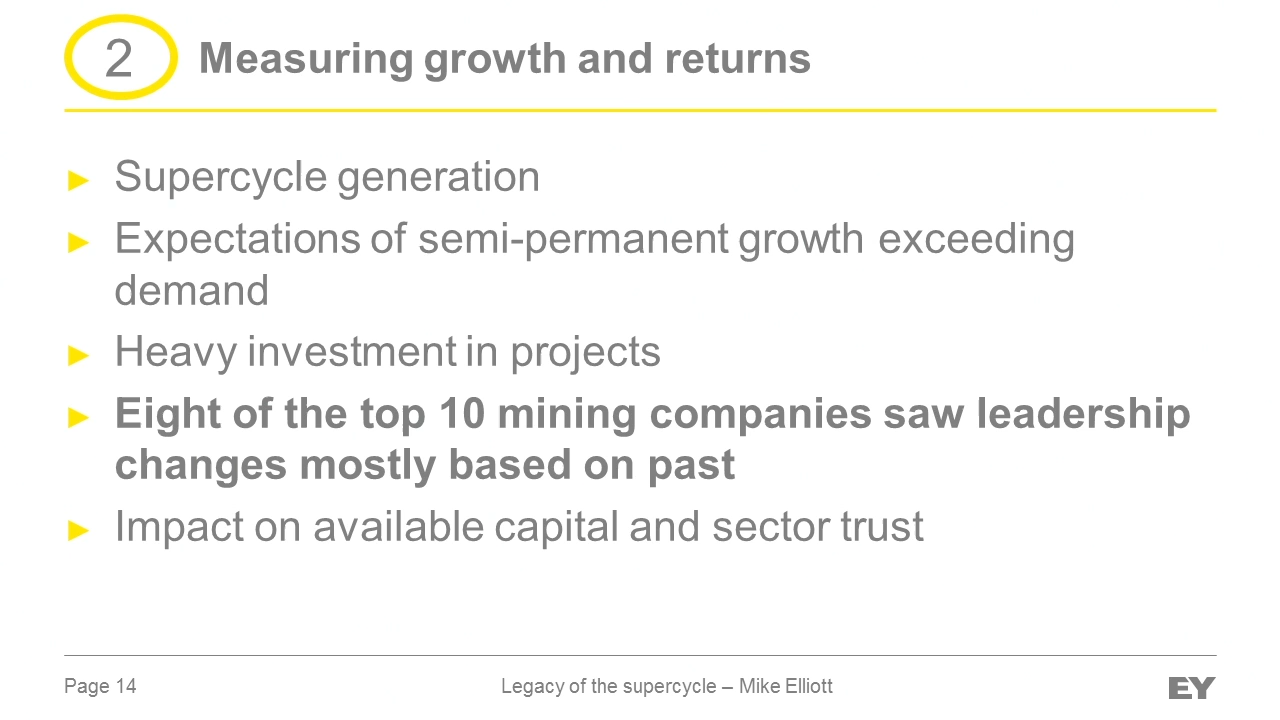 2
Measuring growth and returns
► Supercycle generation
► Expectations of semi-permanent growth exceeding
demand
► Heavy investment in projects
► Eight of the top 10 mining companies saw leadership
changes mostly based on past
► Impact on available capital and sector trust
Page 14
Legacy of the supercycle – Mike Elliott
EY